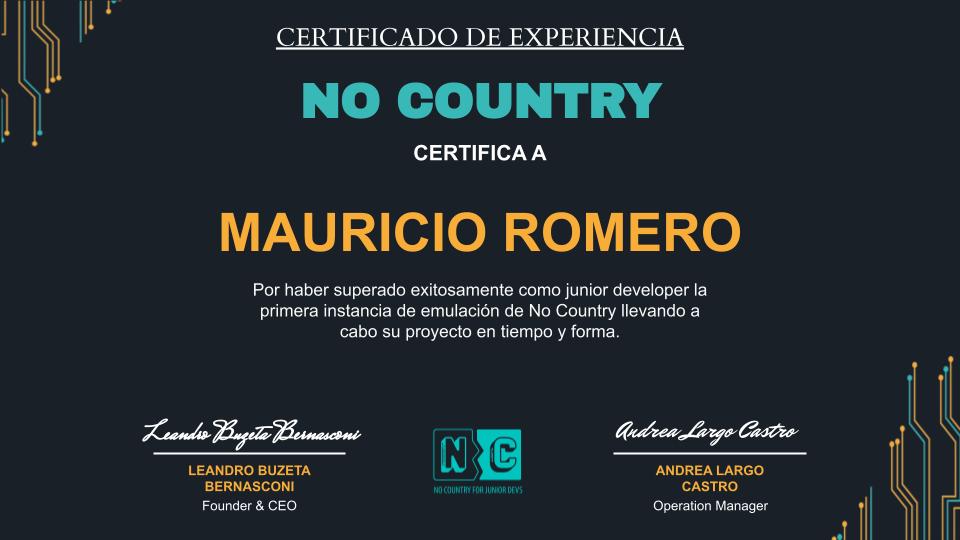 CERTIFICADO DE EXPERIENCIA
NO COUNTRY
CERTIFICA A
MAURICIO ROMERO
Por haber superado exitosamente como junior developer la
primera instancia de emulación de No Country llevando a
cabo su proyecto en tiempo y forma.
Leandro Buzeta Bernasconi
LEANDRO BUZETA
BERNASCONI
Founder & CEO
NC
NO COUNTRY FOR JUNIOR DEVS
Andrea Largo Castro
ANDREA LARGO
CASTRO
Operation Manager